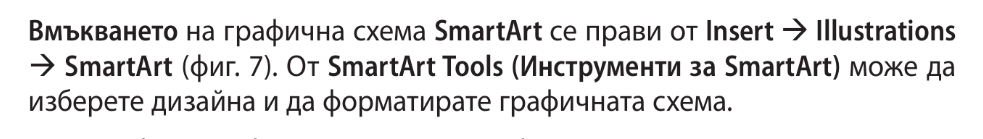 Вмъкването на графична схема SmartArt се прави от Insert → Illustrations
→ SmartArt (фиг. 7). От SmartArt Tools (Инструменти за SmartArt) може да
изберете дизайна и да форматирате графичната схема.